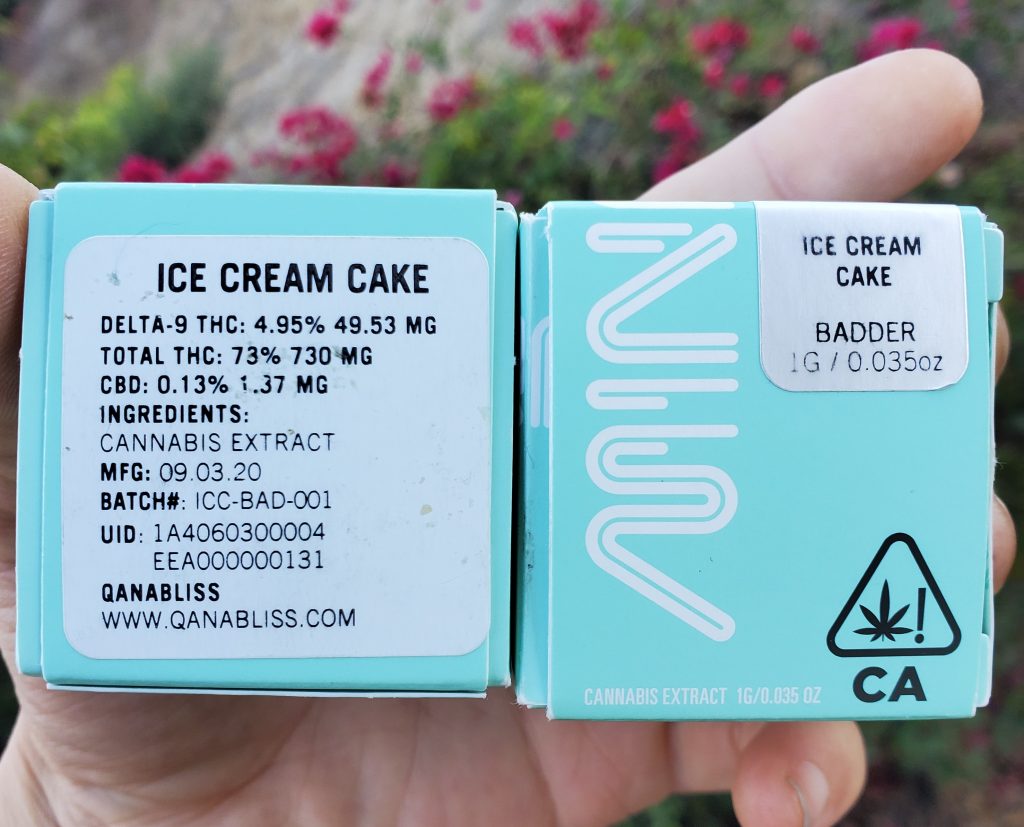 ICE CREAM CAKE
DELTA-9 THC: 4.95% 49.53 MG
TOTAL THC: 73% 730 MG
CBD: 0.13% 1.37 MG
INGREDIENTS:
CANNABIS EXTRACT
MFG: 09.03.20
BATCH#: ICC-BAD-001
UID: 1A4060300004
EEA000000131
QANABLISS
WWW.QANABLISS.COM
ICE CREAM
CAKE
BADDER
1G / 0.035oz
CANNABIS EXTRACT 1G/0.035 OZ
!
CA